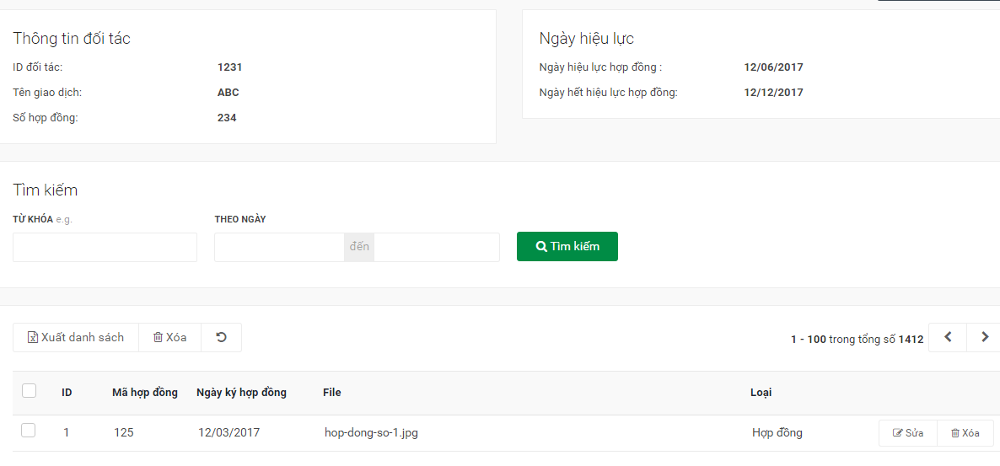 Thông tin đối tác
ID đối tác: 1231
Tên giao dịch: ABC
Số hợp đồng: 234
Ngày hiệu lực
Ngày hiệu lực hợp đồng : 12/06/2017
Ngày hết hiệu lực hợp đồng: 12/12/2017
Tìm kiếm
TỪ KHÓA e.g.
THEO NGÀY
đến
Tìm kiếm
Xuất danh sách Xóa
1 - 100 trong tổng số 1412
ID Mã hợp đồng Ngày ký hợp đồng File Loại
1 125 12/03/2017 hop-dong-so-1.jpg Hợp đồng Sửa Xóa